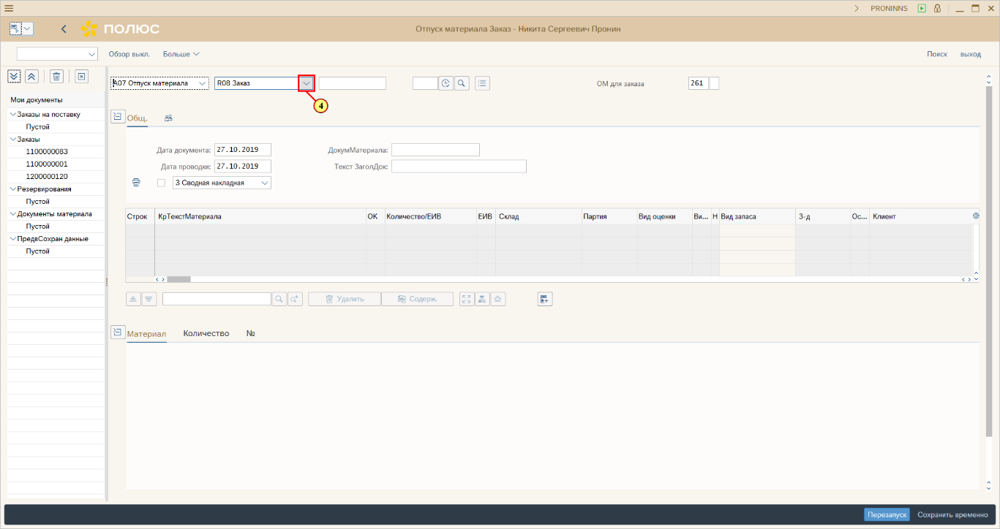 PRONINNS
ПОЛЮС
Отпуск материала Заказ - Никита Сергеевич Пронин
Обзор выкл. Больше
Поиск выход
A07 Отпуск материала R08 Заказ ОМ для заказа 261
4
Мои документы
Заказы на поставку
Пустой
Заказы
1100000083
1100000001
1200000120
Резервирования
Пустой
Документы материала
Пустой
ПредвСохран данные
Пустой
Общ.
Дата документа: 27.10.2019 ДокумМатериала:
Дата проводки: 27.10.2019 Текст ЗаголДок:
3 Сводная накладная
Строк КрТекстМатериала ОК Количество/ЕИВ ЕИВ Склад Партия Вид оценки Ви... Н Вид запаса З-д Ос... Клиент
Удалить Содерж.
Материал Количество №
Перезапуск Сохранить временно